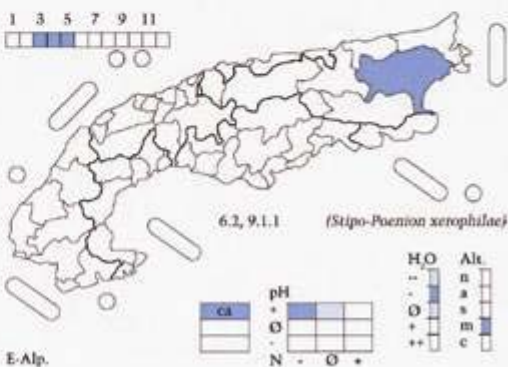 1 3 5 7 9 11
6.2, 9.1.1 (Stipo-Poenion xerophilae)
H2O Alt.
-- n
- a
Ø s
+ m
++ c
pH
ca +
Ø
-
N - Ø +
E-Alp.